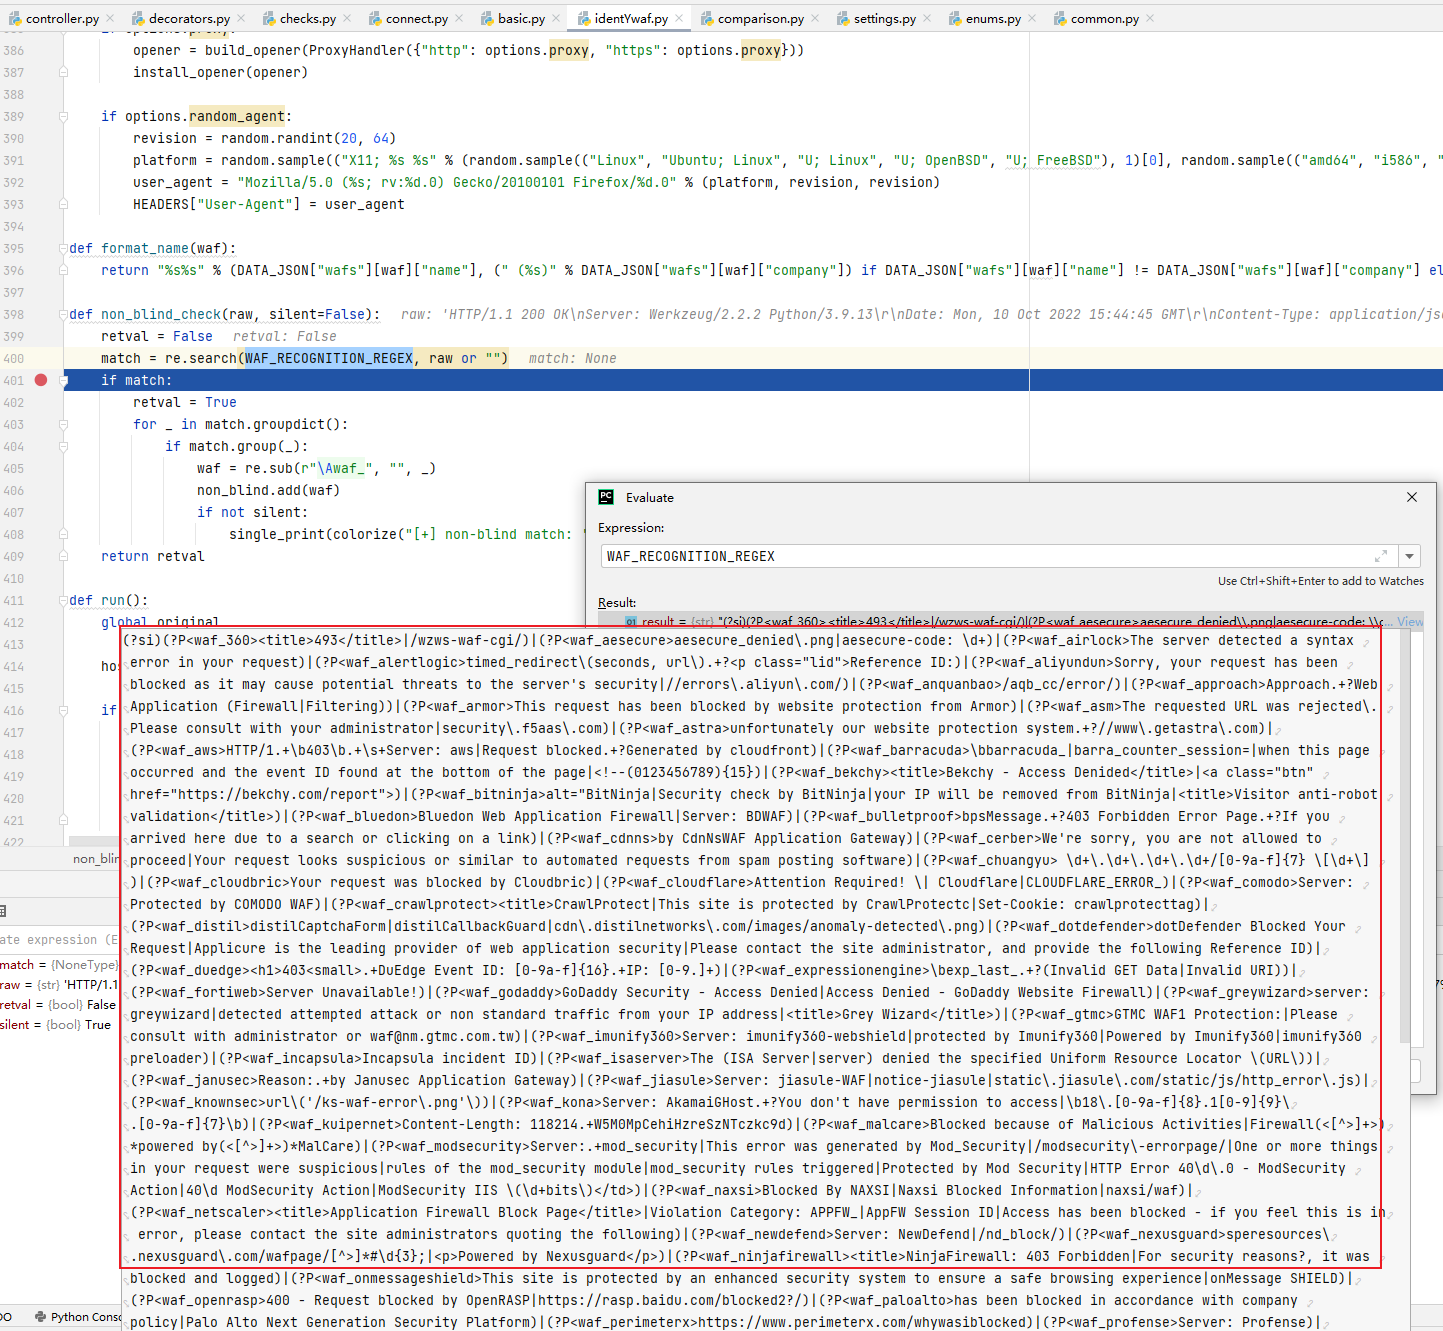 controller.py × decorators.py × checks.py × connect.py × basic.py × identYwaf.py × comparison.py × settings.py × enums.py × common.py ×
386 opener = build_opener(ProxyHandler({"http": options.proxy, "https": options.proxy}))
387 install_opener(opener)
388
389 if options.random_agent:
390 revision = random.randint(20, 64)
391 platform = random.sample(("X11; %s %s" % (random.sample(("Linux", "Ubuntu; Linux", "U; Linux", "U; OpenBSD", "U; FreeBSD"), 1)[0], random.sample(("amd64", "i586", "
392 user_agent = "Mozilla/5.0 (%s; rv:%d.0) Gecko/20100101 Firefox/%d.0" % (platform, revision, revision)
393 HEADERS["User-Agent"] = user_agent
394
395 def format_name(waf):
396 return "%s%s" % (DATA_JSON["wafs"][waf]["name"], (" (%s)" % DATA_JSON["wafs"][waf]["company"]) if DATA_JSON["wafs"][waf]["name"] != DATA_JSON["wafs"][waf]["company"] el
397
398 def non_blind_check(raw, silent=False): raw: 'HTTP/1.1 200 OK\nServer: Werkzeug/2.2.2 Python/3.9.13\r\nDate: Mon, 10 Oct 2022 15:44:45 GMT\r\nContent-Type: application/js
399 retval = False retval: False
400 match = re.search(WAF_RECOGNITION_REGEX, raw or "") match: None
401 if match:
402 retval = True
403 for _ in match.groupdict():
404 if match.group(_):
405 waf = re.sub(r"\Awaf_", "", _)
406 non_blind.add(waf)
407 if not silent:
408 single_print(colorize("[+] non-blind match: '
409 return retval
410
411 def run():
412 global original
413
414 hos
415
416 if
417
418
419
420
421
422
non_blin
Evaluate
Expression:
WAF_RECOGNITION_REGEX
Use Ctrl+Shift+Enter to add to Watches
Result:
01 result = {str} "(?si)(?P<waf_360><title>493</title>|/wzws-waf-cgi/)|(?P<waf_aesecure>aesecure_denied\\.png|aesecure-code: \\d... View
(?si)(?P<waf_360><title>493</title>|/wzws-waf-cgi/)|(?P<waf_aesecure>aesecure_denied\.png|aesecure-code: \d+)|(?P<waf_airlock>The server detected a syntax
error in your request)|(?P<waf_alertlogic>timed_redirect\(seconds, url\).+?<p class="lid">Reference ID:)|(?P<waf_aliyundun>Sorry, your request has been
blocked as it may cause potential threats to the server's security|//errors\.aliyun\.com/)|(?P<waf_anquanbao>/aqb_cc/error/)|(?P<waf_approach>Approach.+?Web
Application (Firewall|Filtering))|(?P<waf_armor>This request has been blocked by website protection from Armor)|(?P<waf_asm>The requested URL was rejected\.
Please consult with your administrator|security\.f5aas\.com)|(?P<waf_astra>unfortunately our website protection system.+?//www\.getastra\.com)|
(?P<waf_aws>HTTP/1.+\b403\b.+\s+Server: aws|Request blocked.+?Generated by cloudfront)|(?P<waf_barracuda>\bbarracuda_|barra_counter_session=|when this page
occurred and the event ID found at the bottom of the page|<!--(0123456789){15})|(?P<waf_bekchy><title>Bekchy - Access Denided</title>|<a class="btn"
href="https://bekchy.com/report">)|(?P<waf_bitninja>alt="BitNinja|Security check by BitNinja|your IP will be removed from BitNinja|<title>Visitor anti-robot
validation</title>)|(?P<waf_bluedon>Bluedon Web Application Firewall|Server: BDWAF)|(?P<waf_bulletproof>bpsMessage.+?403 Forbidden Error Page.+?If you
arrived here due to a search or clicking on a link)|(?P<waf_cdnns>by CdnNsWAF Application Gateway)|(?P<waf_cerber>We're sorry, you are not allowed to
proceed|Your request looks suspicious or similar to automated requests from spam posting software)|(?P<waf_chuangyu> \d+\.\d+\.\d+\.\d+/[0-9a-f]{7} \[\d+\]
)|(?P<waf_cloudbric>Your request was blocked by Cloudbric)|(?P<waf_cloudflare>Attention Required! \| Cloudflare|CLOUDFLARE_ERROR_)|(?P<waf_comodo>Server:
Protected by COMODO WAF)|(?P<waf_crawlprotect><title>CrawlProtect|This site is protected by CrawlProtectc|Set-Cookie: crawlprotecttag)|
(?P<waf_distil>distilCaptchaForm|distilCallbackGuard|cdn\.distilnetworks\.com/images/anomaly-detected\.png)|(?P<waf_dotdefender>dotDefender Blocked Your
Request|Applicure is the leading provider of web application security|Please contact the site administrator, and provide the following Reference ID)|
(?P<waf_duedge><h1>403<small>.+DuEdge Event ID: [0-9a-f]{16}.+IP: [0-9.]+)|(?P<waf_expressionengine>\bexp_last_.+?(Invalid GET Data|Invalid URI))|
(?P<waf_fortiweb>Server Unavailable!)|(?P<waf_godaddy>GoDaddy Security - Access Denied|Access Denied - GoDaddy Website Firewall)|(?P<waf_greywizard>server:
greywizard|detected attempted attack or non standard traffic from your IP address|<title>Grey Wizard</title>)|(?P<waf_gtmc>GTMC WAF1 Protection:|Please
consult with administrator or waf@nm.gtmc.com.tw)|(?P<waf_imunify360>Server: imunify360-webshield|protected by Imunify360|Powered by Imunify360|imunify360
preloader)|(?P<waf_incapsula>Incapsula incident ID)|(?P<waf_isaserver>The (ISA Server|server) denied the specified Uniform Resource Locator \(URL\))|
(?P<waf_janusec>Reason:.+by Janusec Application Gateway)|(?P<waf_jiasule>Server: jiasule-WAF|notice-jiasule|static\.jiasule\.com/static/js/http_error\.js)|
(?P<waf_knownsec>url\('/ks-waf-error\.png'\))|(?P<waf_kona>Server: AkamaiGHost.+?You don't have permission to access|\b18\.[0-9a-f]{8}.1[0-9]{9}\
.[0-9a-f]{7}\b)|(?P<waf_kuipernet>Content-Length: 118214.+W5M0MpCehiHzreSzNTczkc9d)|(?P<waf_malcare>Blocked because of Malicious Activities|Firewall(<[^>]+>)
*powered by(<[^>]+>)*MalCare)|(?P<waf_modsecurity>Server:.+mod_security|This error was generated by Mod_Security|/modsecurity\-errorpage/|One or more things
in your request were suspicious|rules of the mod_security module|mod_security rules triggered|Protected by Mod Security|HTTP Error 40\d\.0 - ModSecurity
Action|40\d ModSecurity Action|ModSecurity IIS \(\d+bits\)</td>)|(?P<waf_naxsi>Blocked By NAXSI|Naxsi Blocked Information|naxsi/waf)|
(?P<waf_netscaler><title>Application Firewall Block Page</title>|Violation Category: APPFW_|AppFW Session ID|Access has been blocked - if you feel this is in
error, please contact the site administrators quoting the following)|(?P<waf_newdefend>Server: NewDefend|/nd_block/)|(?P<waf_nexusguard>speresources\
.nexusguard\.com/wafpage/[^>]*#\d{3};|<p>Powered by Nexusguard</p>)|(?P<waf_ninjafirewall><title>NinjaFirewall: 403 Forbidden|For security reasons?, it was
blocked and logged)|(?P<waf_onmessageshield>This site is protected by an enhanced security system to ensure a safe browsing experience|onMessage SHIELD)|
(?P<waf_openrasp>400 - Request blocked by OpenRASP|https://rasp.baidu.com/blocked2?/)|(?P<waf_paloalto>has been blocked in accordance with company
policy|Palo Alto Next Generation Security Platform)|(?P<waf_perimeterx>https://www.perimeterx.com/whywasiblocked)|(?P<waf_profense>Server: Profense)|
ate expression (E
match = {NoneType}
raw = {str} 'HTTP/1.1
retval = {bool} False
silent = {bool} True
DO Python Conso